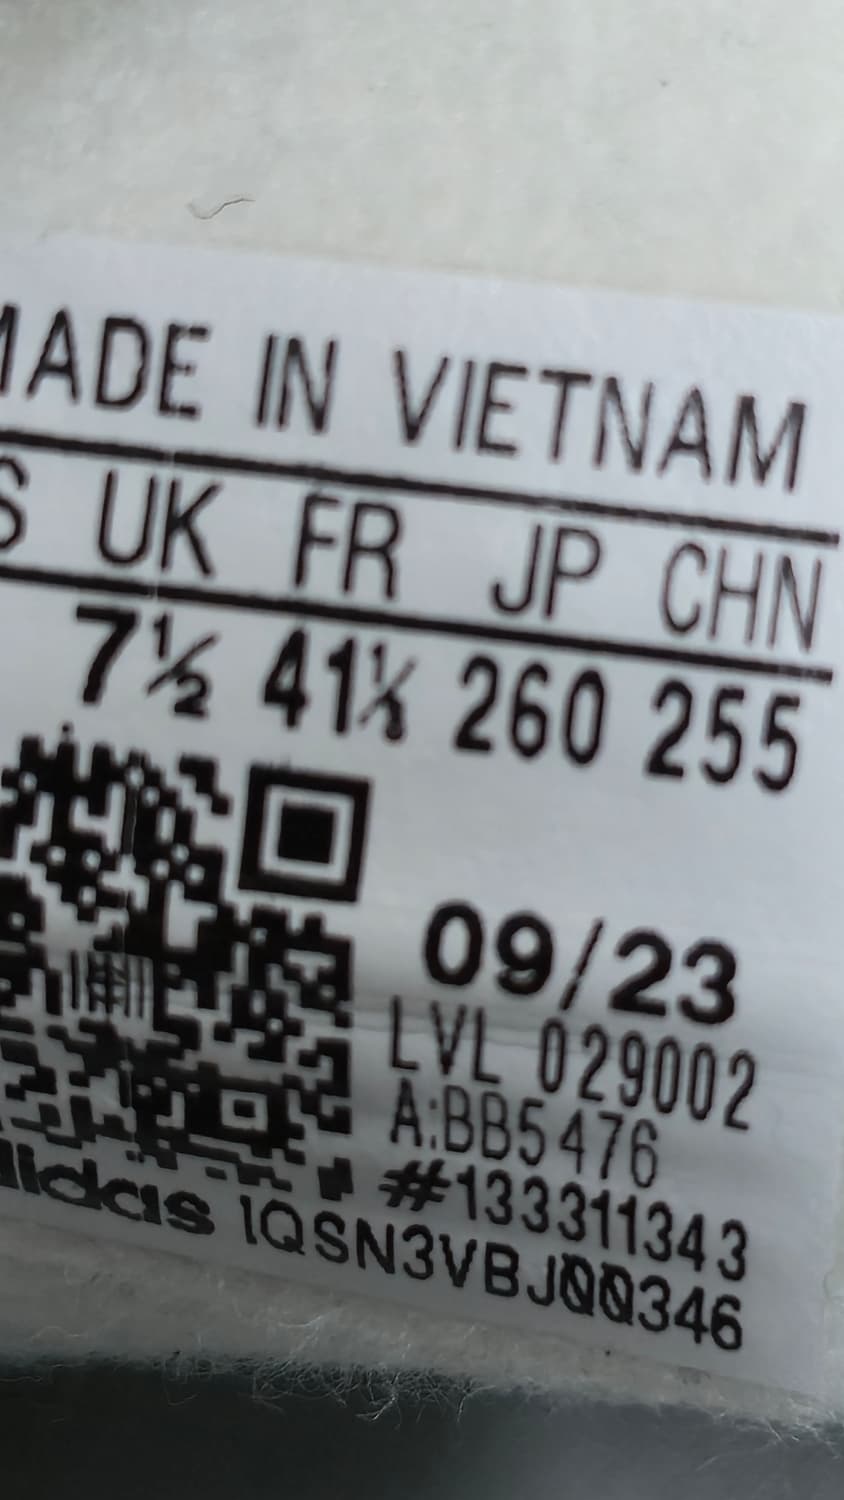 MADE IN VIETNAM
S UK FR JP CHN
7½ 41⅓ 260 255
09/23
LVL 029002
A:BB5476
#133311343
adidas 1QSN3VBJ00346